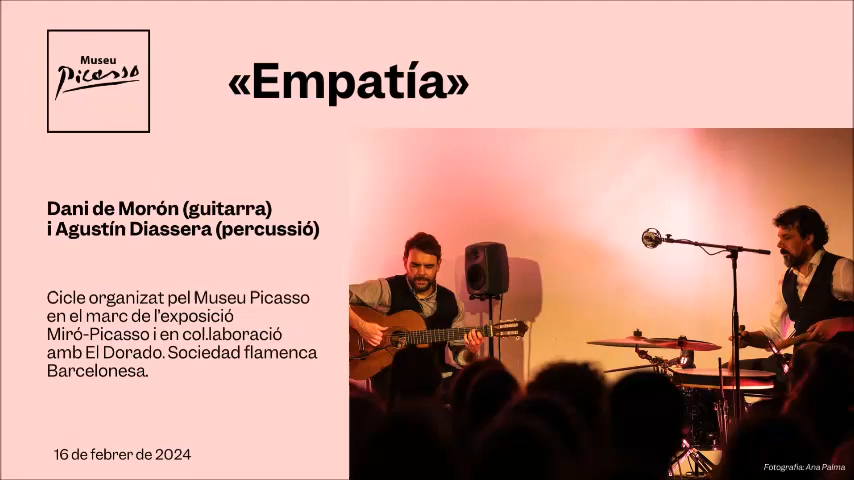 Museu
Picasso
«Empatía»
Dani de Morón (guitarra)
i Agustín Diassera (percussió)
Cicle organizat pel Museu Picasso
en el marc de l'exposició
Miró-Picasso i en col.laboració
amb El Dorado. Sociedad flamenca
Barcelonesa.
16 de febrer de 2024
Fotografia: Ana Palma